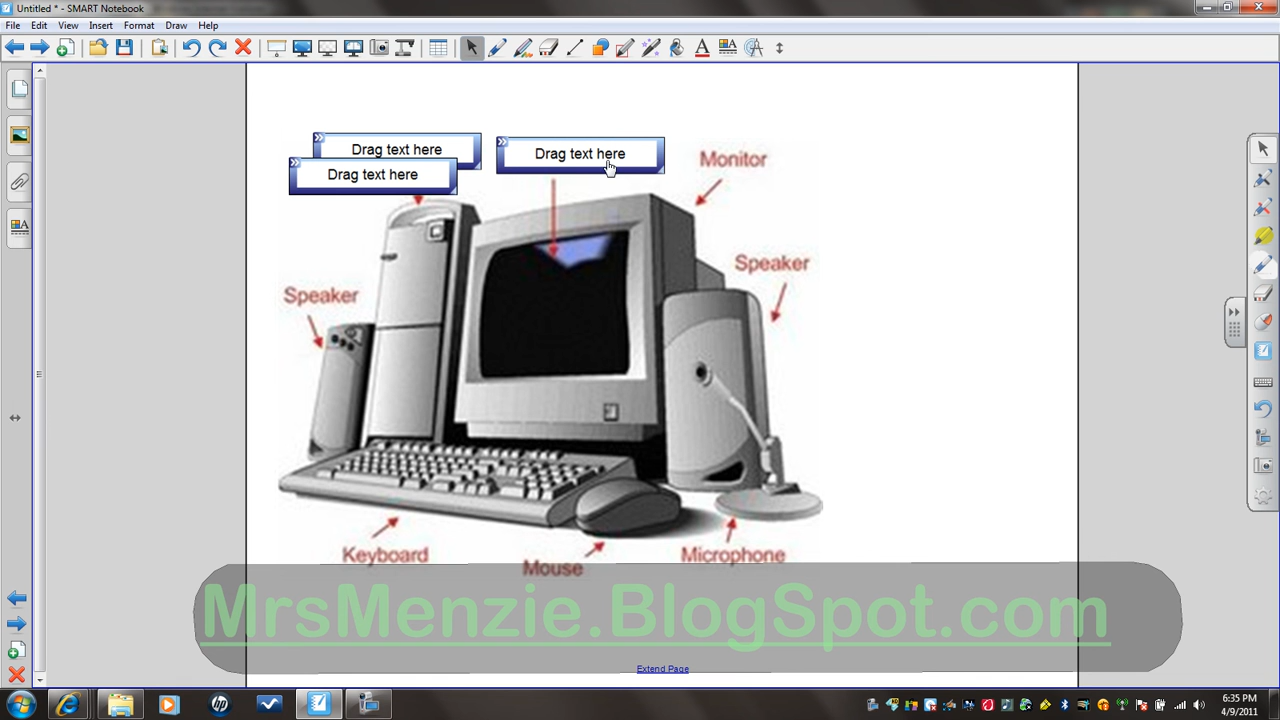 Untitled * - SMART Notebook
File Edit View Insert Format Draw Help
Drag text here
Drag text here
Drag text here
Monitor
Speaker
Speaker
Keyboard
Mouse
Microphone
MrsMenzie.BlogSpot.com
Extend Page
6:35 PM
4/9/2011